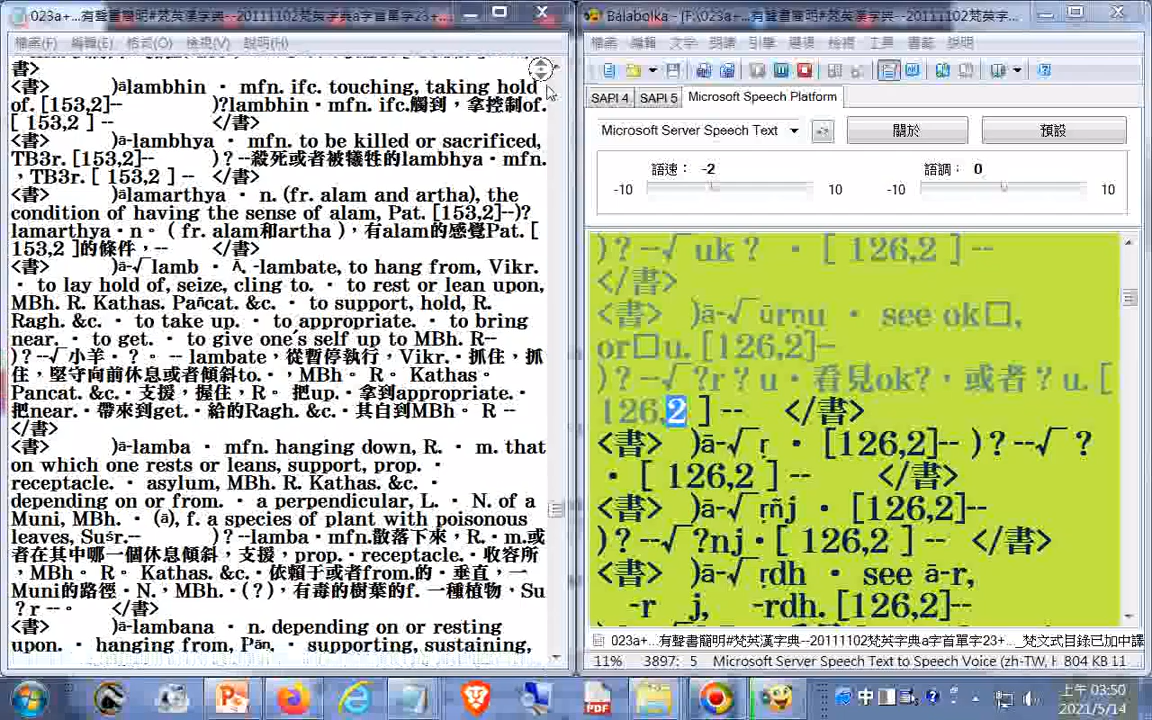 023a+...有聲書簡明#梵英漢字典--20111102梵英字典a字首單字23+...
檔案(F) 編輯(E) 格式(O) 檢視(V) 說明(H)
書>
<書> )ālambhin • mfn. ifc. touching, taking hold
of. [153,2]-- )?lambhin • mfn. ifc.觸到，拿控制of.
[ 153,2 ] -- </書>
<書> )ā-lambhya • mfn. to be killed or sacrificed,
TB3r. [153,2]-- )？--殺死或者被犧牲的lambhya • mfn.
，TB3r. [ 153,2 ] -- </書>
<書> )ālamarthya • n. (fr. alam and artha), the
condition of having the sense of alam, Pat. [153,2]--)?
lamarthya • n。 ( fr. alam和artha )，有alam的感覺Pat. [
153,2 ]的條件，-- </書>
<書> )ā-√lamb • Ā. -lambate, to hang from, Vikr.
• to lay hold of, seize, cling to. • to rest or lean upon,
MBh. R. Kathas. Pañcat. &c. • to support, hold, R.
Ragh. &c. • to take up. • to appropriate. • to bring
near. • to get. • to give one's self up to MBh. R--
)？--√小羊 • ？。 -- lambate，從暫停執行，Vikr. • 抓住，抓
住，堅守向前休息或者傾斜to. • ，MBh。 R。 Kathas。
Pancat. &c. • 支援，握住，R。 把up. • 拿到appropriate.
• 把near. • 帶來到get. • 給的Ragh. &c. • 其自到MBh。 R --
</書>
<書> )ā-lamba • mfn. hanging down, R. • m. that
on which one rests or leans, support, prop. •
receptacle. • asylum, MBh. R. Kathas. &c. •
depending on or from. • a perpendicular, L. • N. of a
Muni, MBh. • (ā), f. a species of plant with poisonous
leaves, Suśr.-- )？--lamba • mfn.散落下來，R. • m.或
者在其中哪一個休息傾斜，支援，prop. • receptacle. • 收容所
，MBh。 R。 Kathas. &c. • 依賴于或者from.的 • 垂直，一
Muni的路徑 • N.，MBh. • (？)，有毒的樹葉的f. 一種植物，Su
？r --。 </書>
<書> )ā-lambana • n. depending on or resting
upon. • hanging from, Pān. • supporting, sustaining,
Balabolka - [F:\023a+...有聲書簡明#梵英漢字典--20111102梵英字...
檔案 編輯 文字 朗讀 引擎 選項 檢視 工具 書籤 說明
SAPI 4 SAPI 5 Microsoft Speech Platform
Microsoft Server Speech Text 關於 預設
語速： -2 語調： 0
-10 10 -10 10
)？--√uk？ • [ 126,2 ] --
</書>
<書> )ā-√ūrṇu • see ok□,
or□u. [126,2]--
)？--√?r？u • 看見ok?，或者？u. [
126,2 ] -- </書>
<書> )ā-√ṛ • [126,2]-- )？--√？
• [ 126,2 ] -- </書>
<書> )ā-√ṛñj • [126,2]--
)？--√?nj • [ 126,2 ] -- </書>
<書> )ā-√ṛdh • see ā-r,
-r j, -rdh. [126,2]--
023a+...有聲書簡明#梵英漢字典--20111102梵英字典a字首單字23+..._梵文式目錄已加中譯
11% 3897: 5 Microsoft Server Speech Text to Speech Voice (zh-TW, H 804 KB 11
中
上午 03:50
2021/5/14